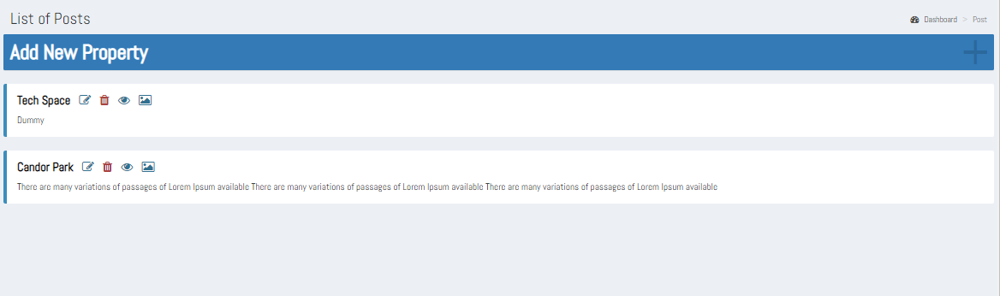 List of Posts
Dashboard > Post
Add New Property
Tech Space
Dummy
Candor Park
There are many variations of passages of Lorem Ipsum available There are many variations of passages of Lorem Ipsum available There are many variations of passages of Lorem Ipsum available